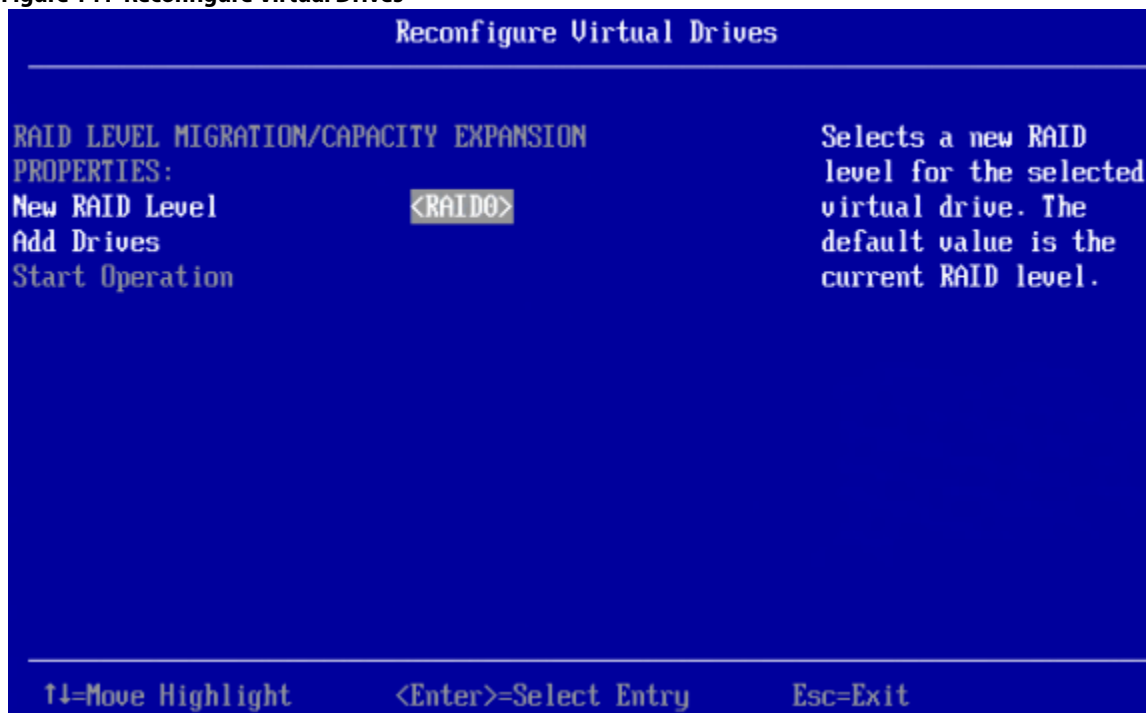 Reconfigure Virtual Drives
RAID LEVEL MIGRATION/CAPACITY EXPANSION
PROPERTIES:
New RAID Level <RAID0>
Add Drives
Start Operation
Selects a new RAID
level for the selected
virtual drive. The
default value is the
current RAID level.
↑↓=Move Highlight <Enter>=Select Entry Esc=Exit